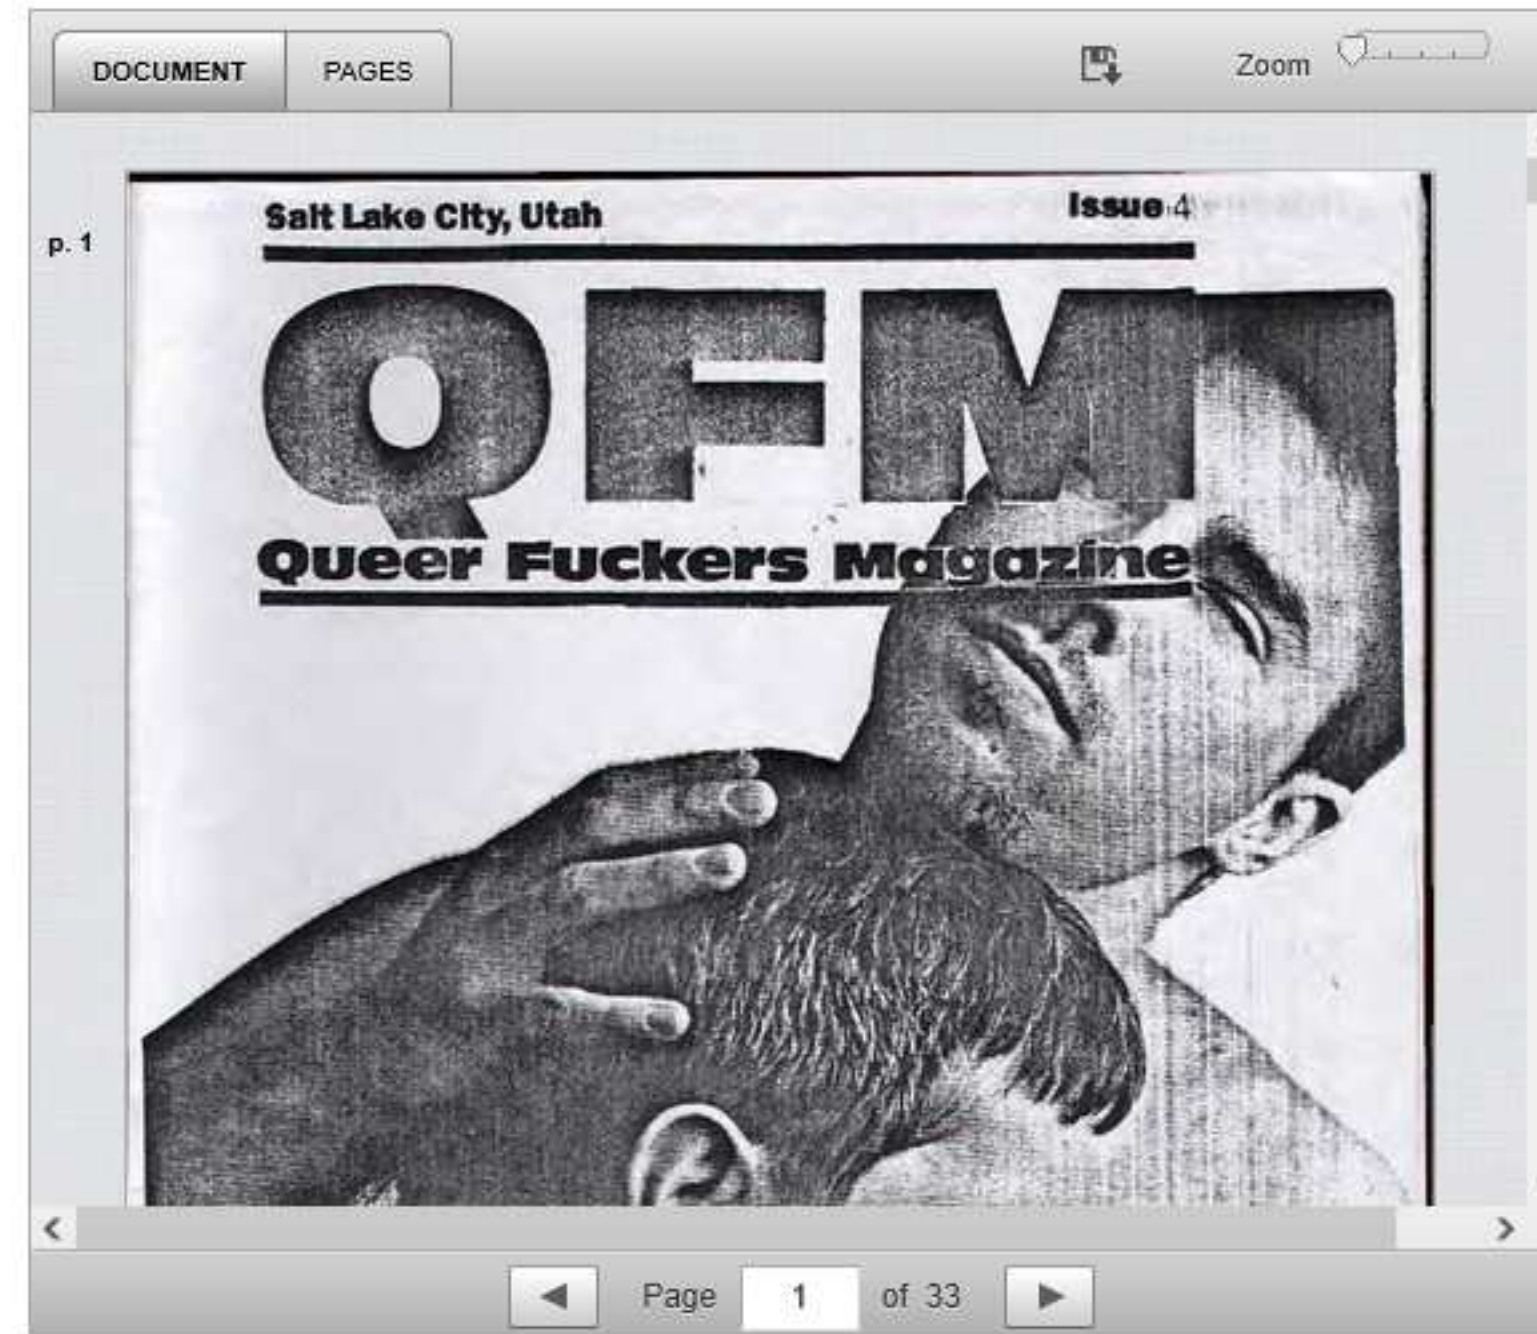 DOCUMENT PAGES Zoom
p. 1
Salt Lake City, Utah Issue 4
QFM
Queer Fuckers Magazine
Page 1 of 33